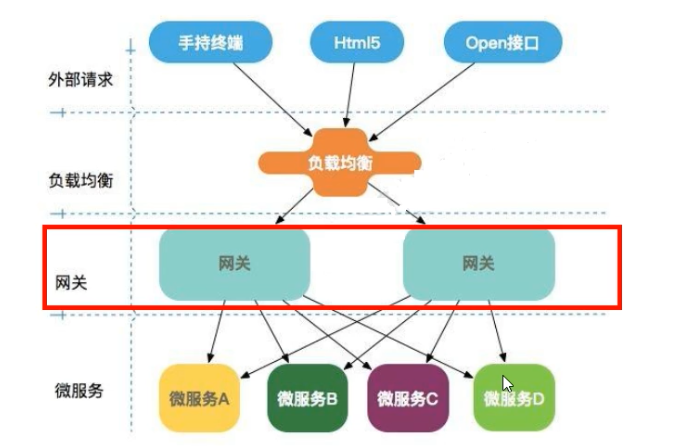 手持终端 Html5 Open接口
外部请求
负载均衡
负载均衡
网关 网关
网关
微服务
微服务A 微服务B 微服务C 微服务D